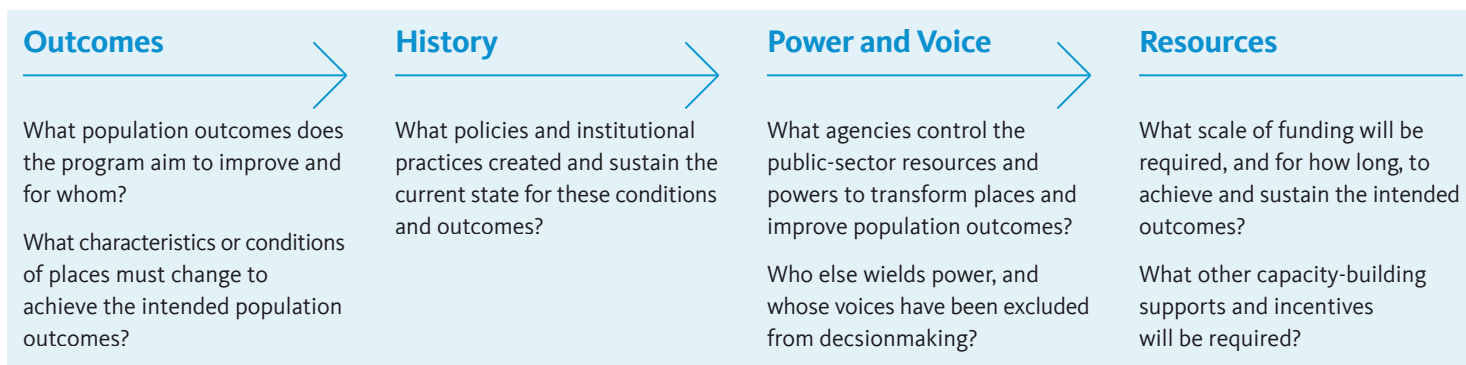 Outcomes
What population outcomes does
the program aim to improve and
for whom?
What characteristics or conditions
of places must change to
achieve the intended population
outcomes?
History
What policies and institutional
practices created and sustain the
current state for these conditions
and outcomes?
Power and Voice
What agencies control the
public-sector resources and
powers to transform places and
improve population outcomes?
Who else wields power, and
whose voices have been excluded
from decsionmaking?
Resources
What scale of funding will be
required, and for how long, to
achieve and sustain the intended
outcomes?
What other capacity-building
supports and incentives
will be required?